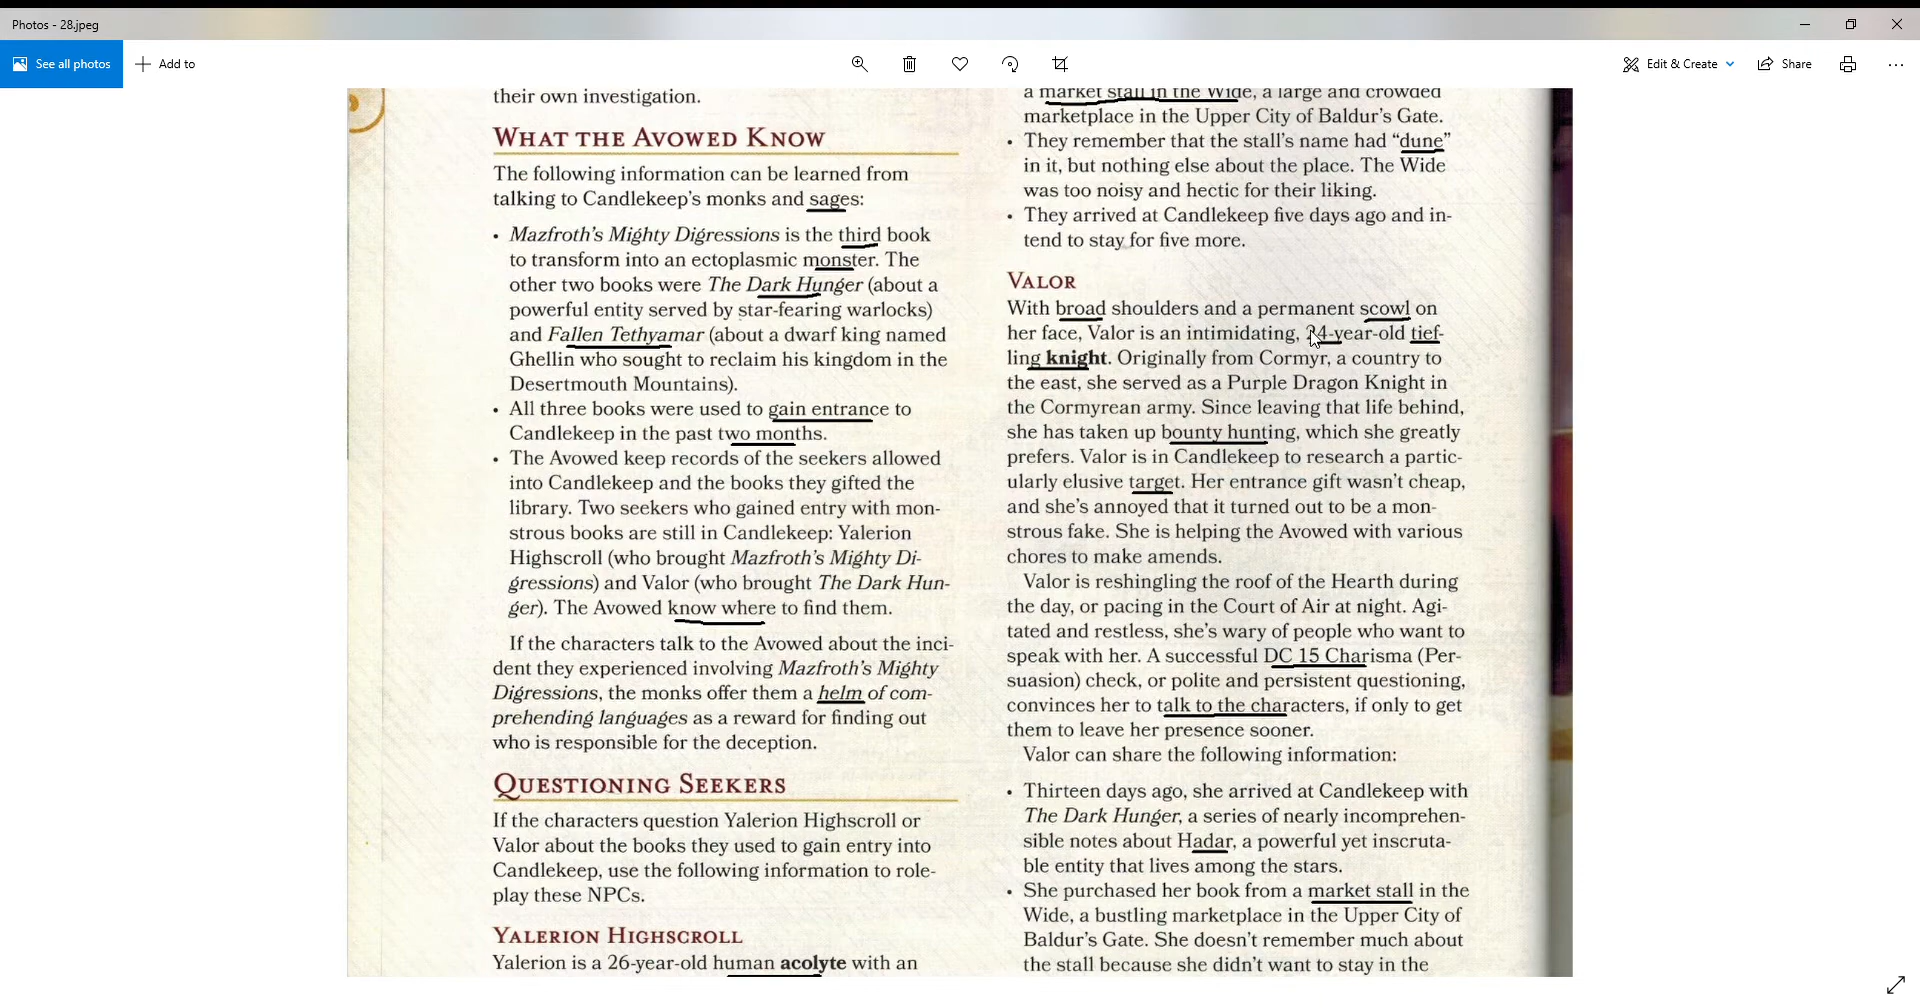 Photos - 28.jpeg
See all photos
Add to
Edit & Create
Share
their own investigation.
WHAT THE AVOWED KNOW
The following information can be learned from
talking to Candlekeep's monks and sages:
• Mazfroth's Mighty Digressions is the third book
to transform into an ectoplasmic monster. The
other two books were The Dark Hunger (about a
powerful entity served by star-fearing warlocks)
and Fallen Tethyamar (about a dwarf king named
Ghellin who sought to reclaim his kingdom in the
Desertmouth Mountains).
• All three books were used to gain entrance to
Candlekeep in the past two months.
• The Avowed keep records of the seekers allowed
into Candlekeep and the books they gifted the
library. Two seekers who gained entry with mon-
strous books are still in Candlekeep: Yalerion
Highscroll (who brought Mazfroth's Mighty Di-
gressions) and Valor (who brought The Dark Hun-
ger). The Avowed know where to find them.
If the characters talk to the Avowed about the inci-
dent they experienced involving Mazfroth's Mighty
Digressions, the monks offer them a helm of com-
prehending languages as a reward for finding out
who is responsible for the deception.
QUESTIONING SEEKERS
If the characters question Yalerion Highscroll or
Valor about the books they used to gain entry into
Candlekeep, use the following information to role-
play these NPCs.
YALERION HIGHSCROLL
Yalerion is a 26-year-old human acolyte with an
a market stall in the Wide, a large and crowded
marketplace in the Upper City of Baldur's Gate.
• They remember that the stall's name had “dune”
in it, but nothing else about the place. The Wide
was too noisy and hectic for their liking.
• They arrived at Candlekeep five days ago and in-
tend to stay for five more.
VALOR
With broad shoulders and a permanent scowl on
her face, Valor is an intimidating, 24-year-old tief-
ling knight. Originally from Cormyr, a country to
the east, she served as a Purple Dragon Knight in
the Cormyrean army. Since leaving that life behind,
she has taken up bounty hunting, which she greatly
prefers. Valor is in Candlekeep to research a partic-
ularly elusive target. Her entrance gift wasn't cheap,
and she's annoyed that it turned out to be a mon-
strous fake. She is helping the Avowed with various
chores to make amends.
Valor is reshingling the roof of the Hearth during
the day, or pacing in the Court of Air at night. Agi-
tated and restless, she's wary of people who want to
speak with her. A successful DC 15 Charisma (Per-
suasion) check, or polite and persistent questioning,
convinces her to talk to the characters, if only to get
them to leave her presence sooner.
Valor can share the following information:
• Thirteen days ago, she arrived at Candlekeep with
The Dark Hunger, a series of nearly incomprehen-
sible notes about Hadar, a powerful yet inscruta-
ble entity that lives among the stars.
• She purchased her book from a market stall in the
Wide, a bustling marketplace in the Upper City of
Baldur's Gate. She doesn't remember much about
the stall because she didn't want to stay in the